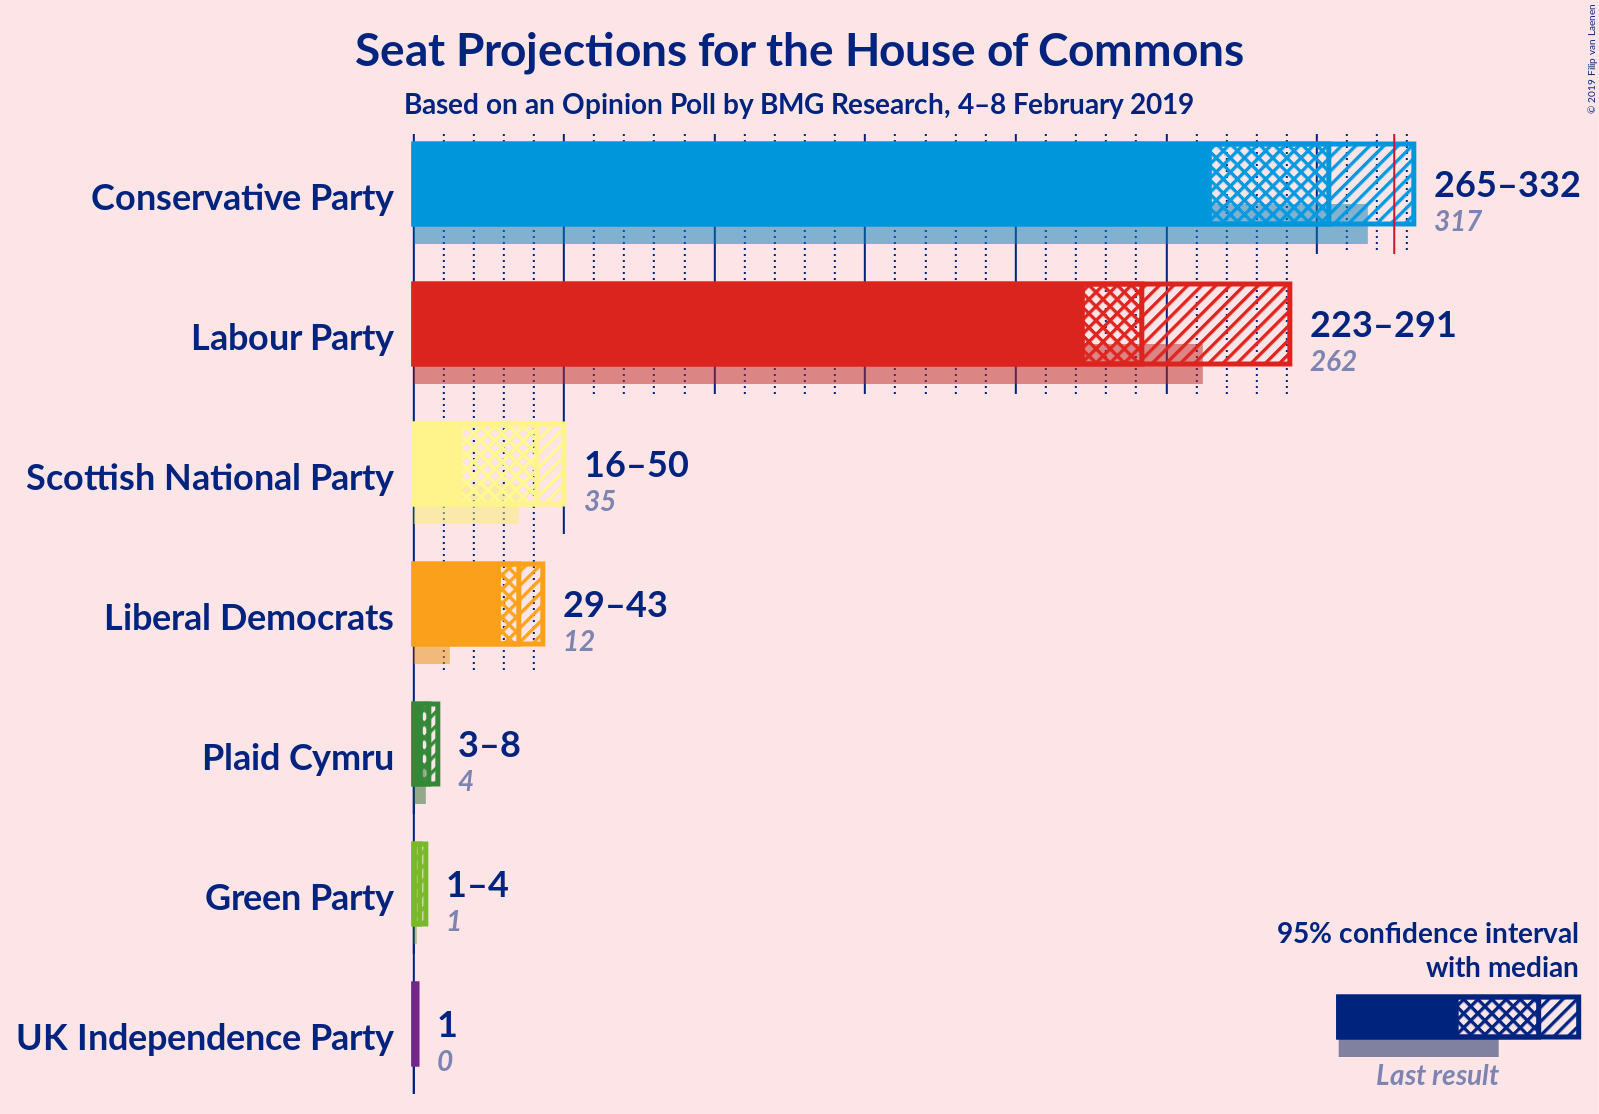 Seat Projections for the House of Commons
Based on an Opinion Poll by BMG Research, 4–8 February 2019
© 2019 Filip van Laenen
Conservative Party
265–332
317
Labour Party
223–291
262
Scottish National Party
16–50
35
Liberal Democrats
29–43
12
Plaid Cymru
3–8
4
Green Party
1–4
1
UK Independence Party
1
0
95% confidence interval
with median
Last result